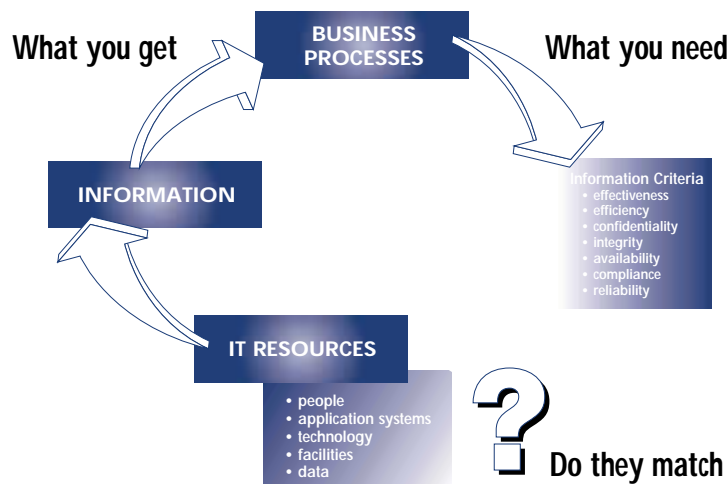 What you get
BUSINESS
PROCESSES
What you need
INFORMATION
Information Criteria
• effectiveness
• efficiency
• confidentiality
• integrity
• availability
• compliance
• reliability
IT RESOURCES
• people
• application systems
• technology
• facilities
• data
?
Do they match